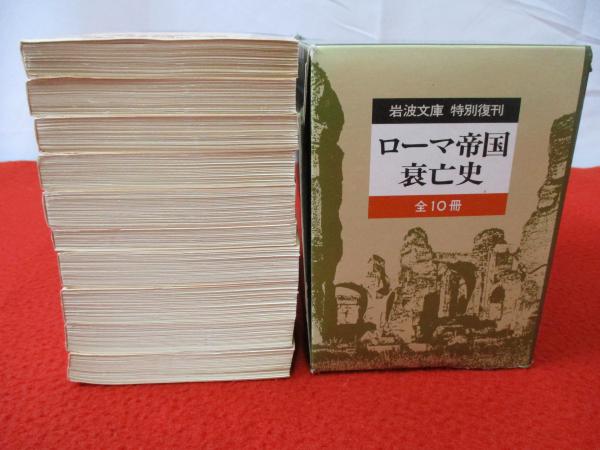 岩波文庫 特別復刊
ローマ帝国
衰亡史
全10冊